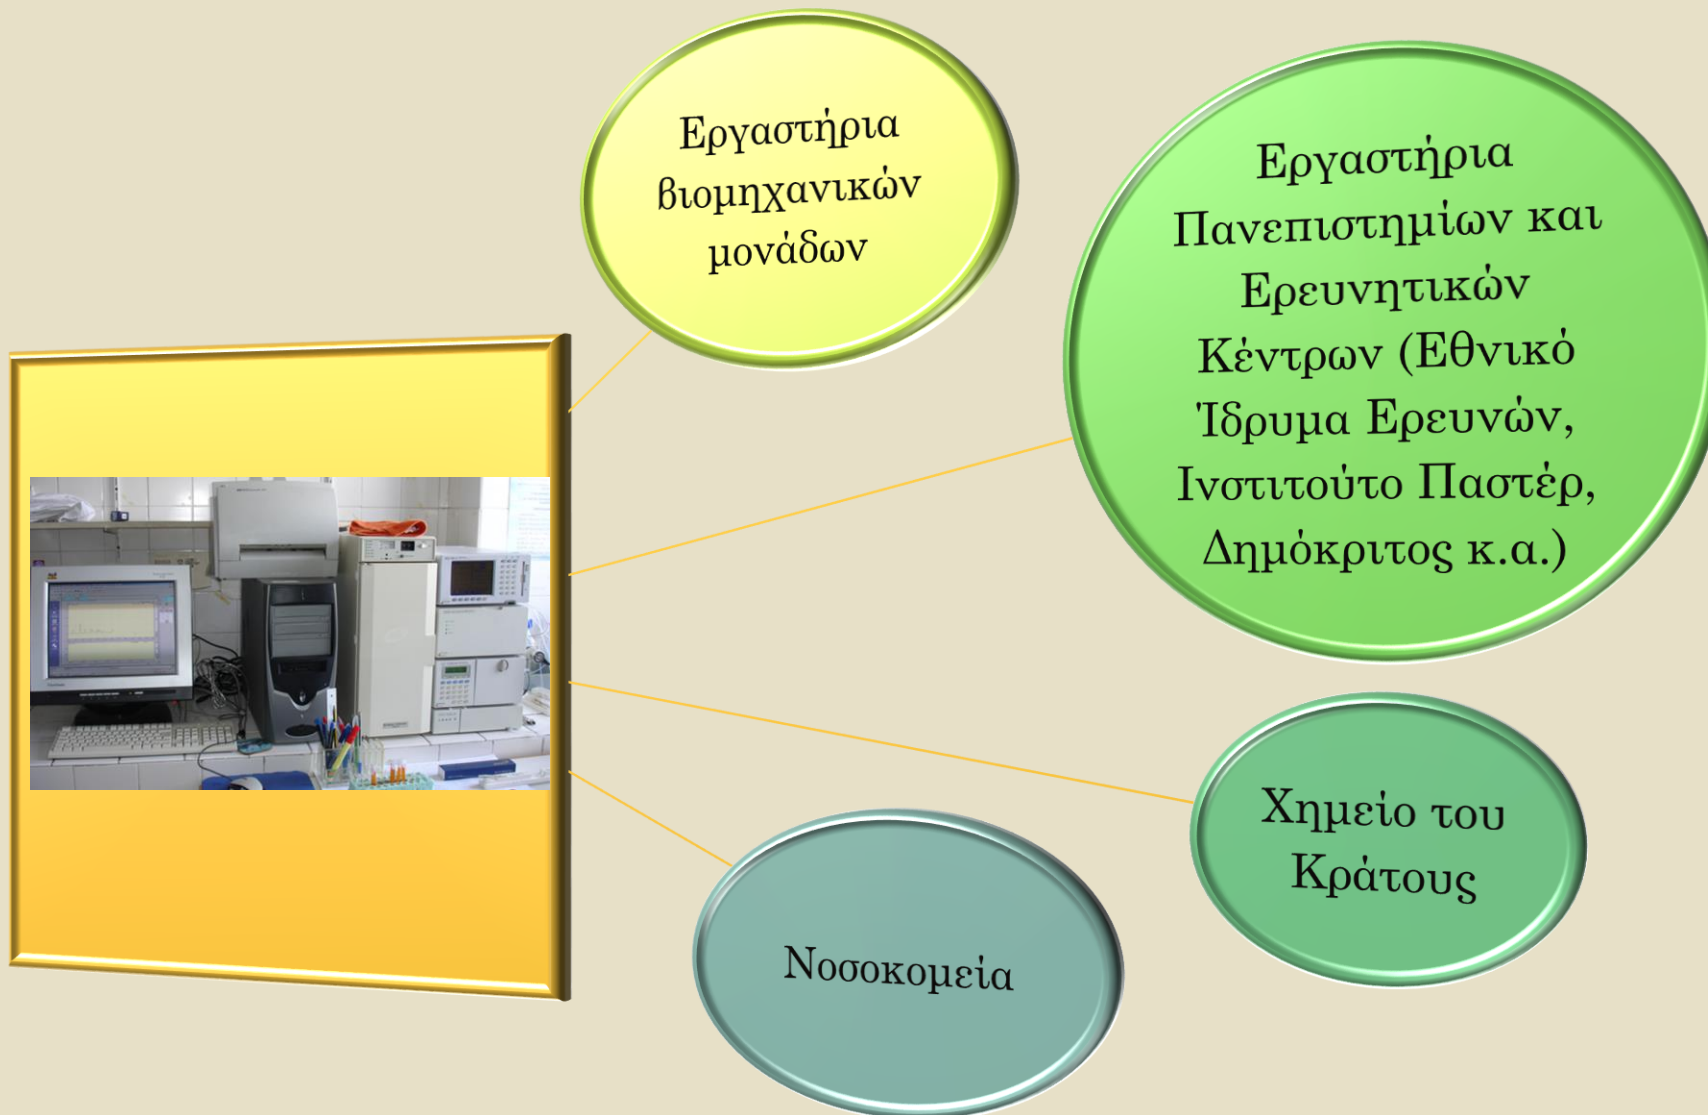 Εργαστήρια
βιομηχανικών
μονάδων
Εργαστήρια
Πανεπιστημίων και
Ερευνητικών
Κέντρων (Εθνικό
Ίδρυμα Ερευνών,
Ινστιτούτο Παστέρ,
Δημόκριτος κ.α.)
Χημείο του
Κράτους
Νοσοκομεία